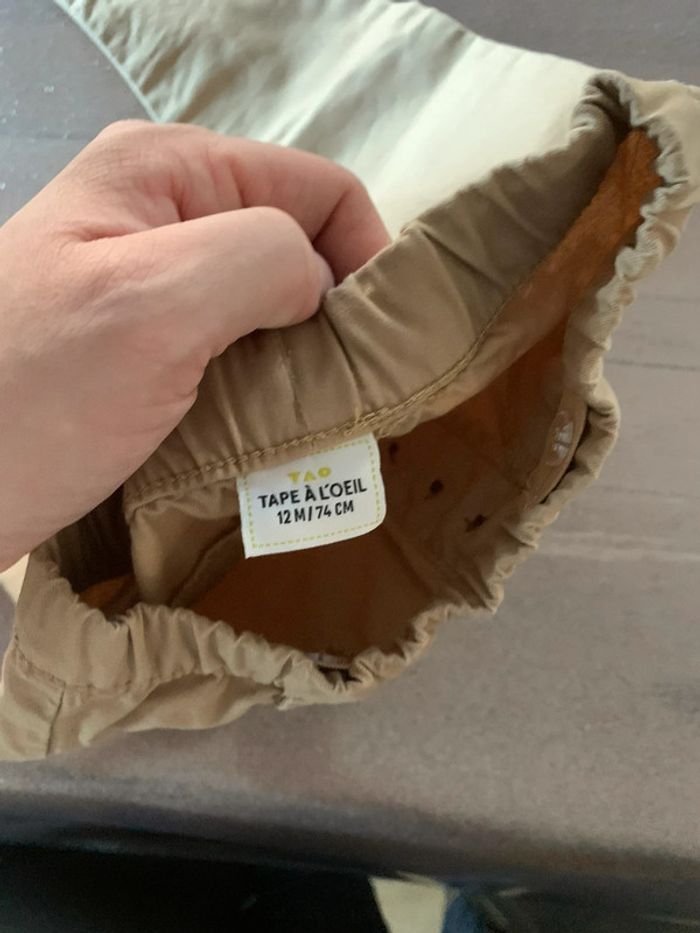 TAO
TAPE À L'OEIL
12 M/74 CM